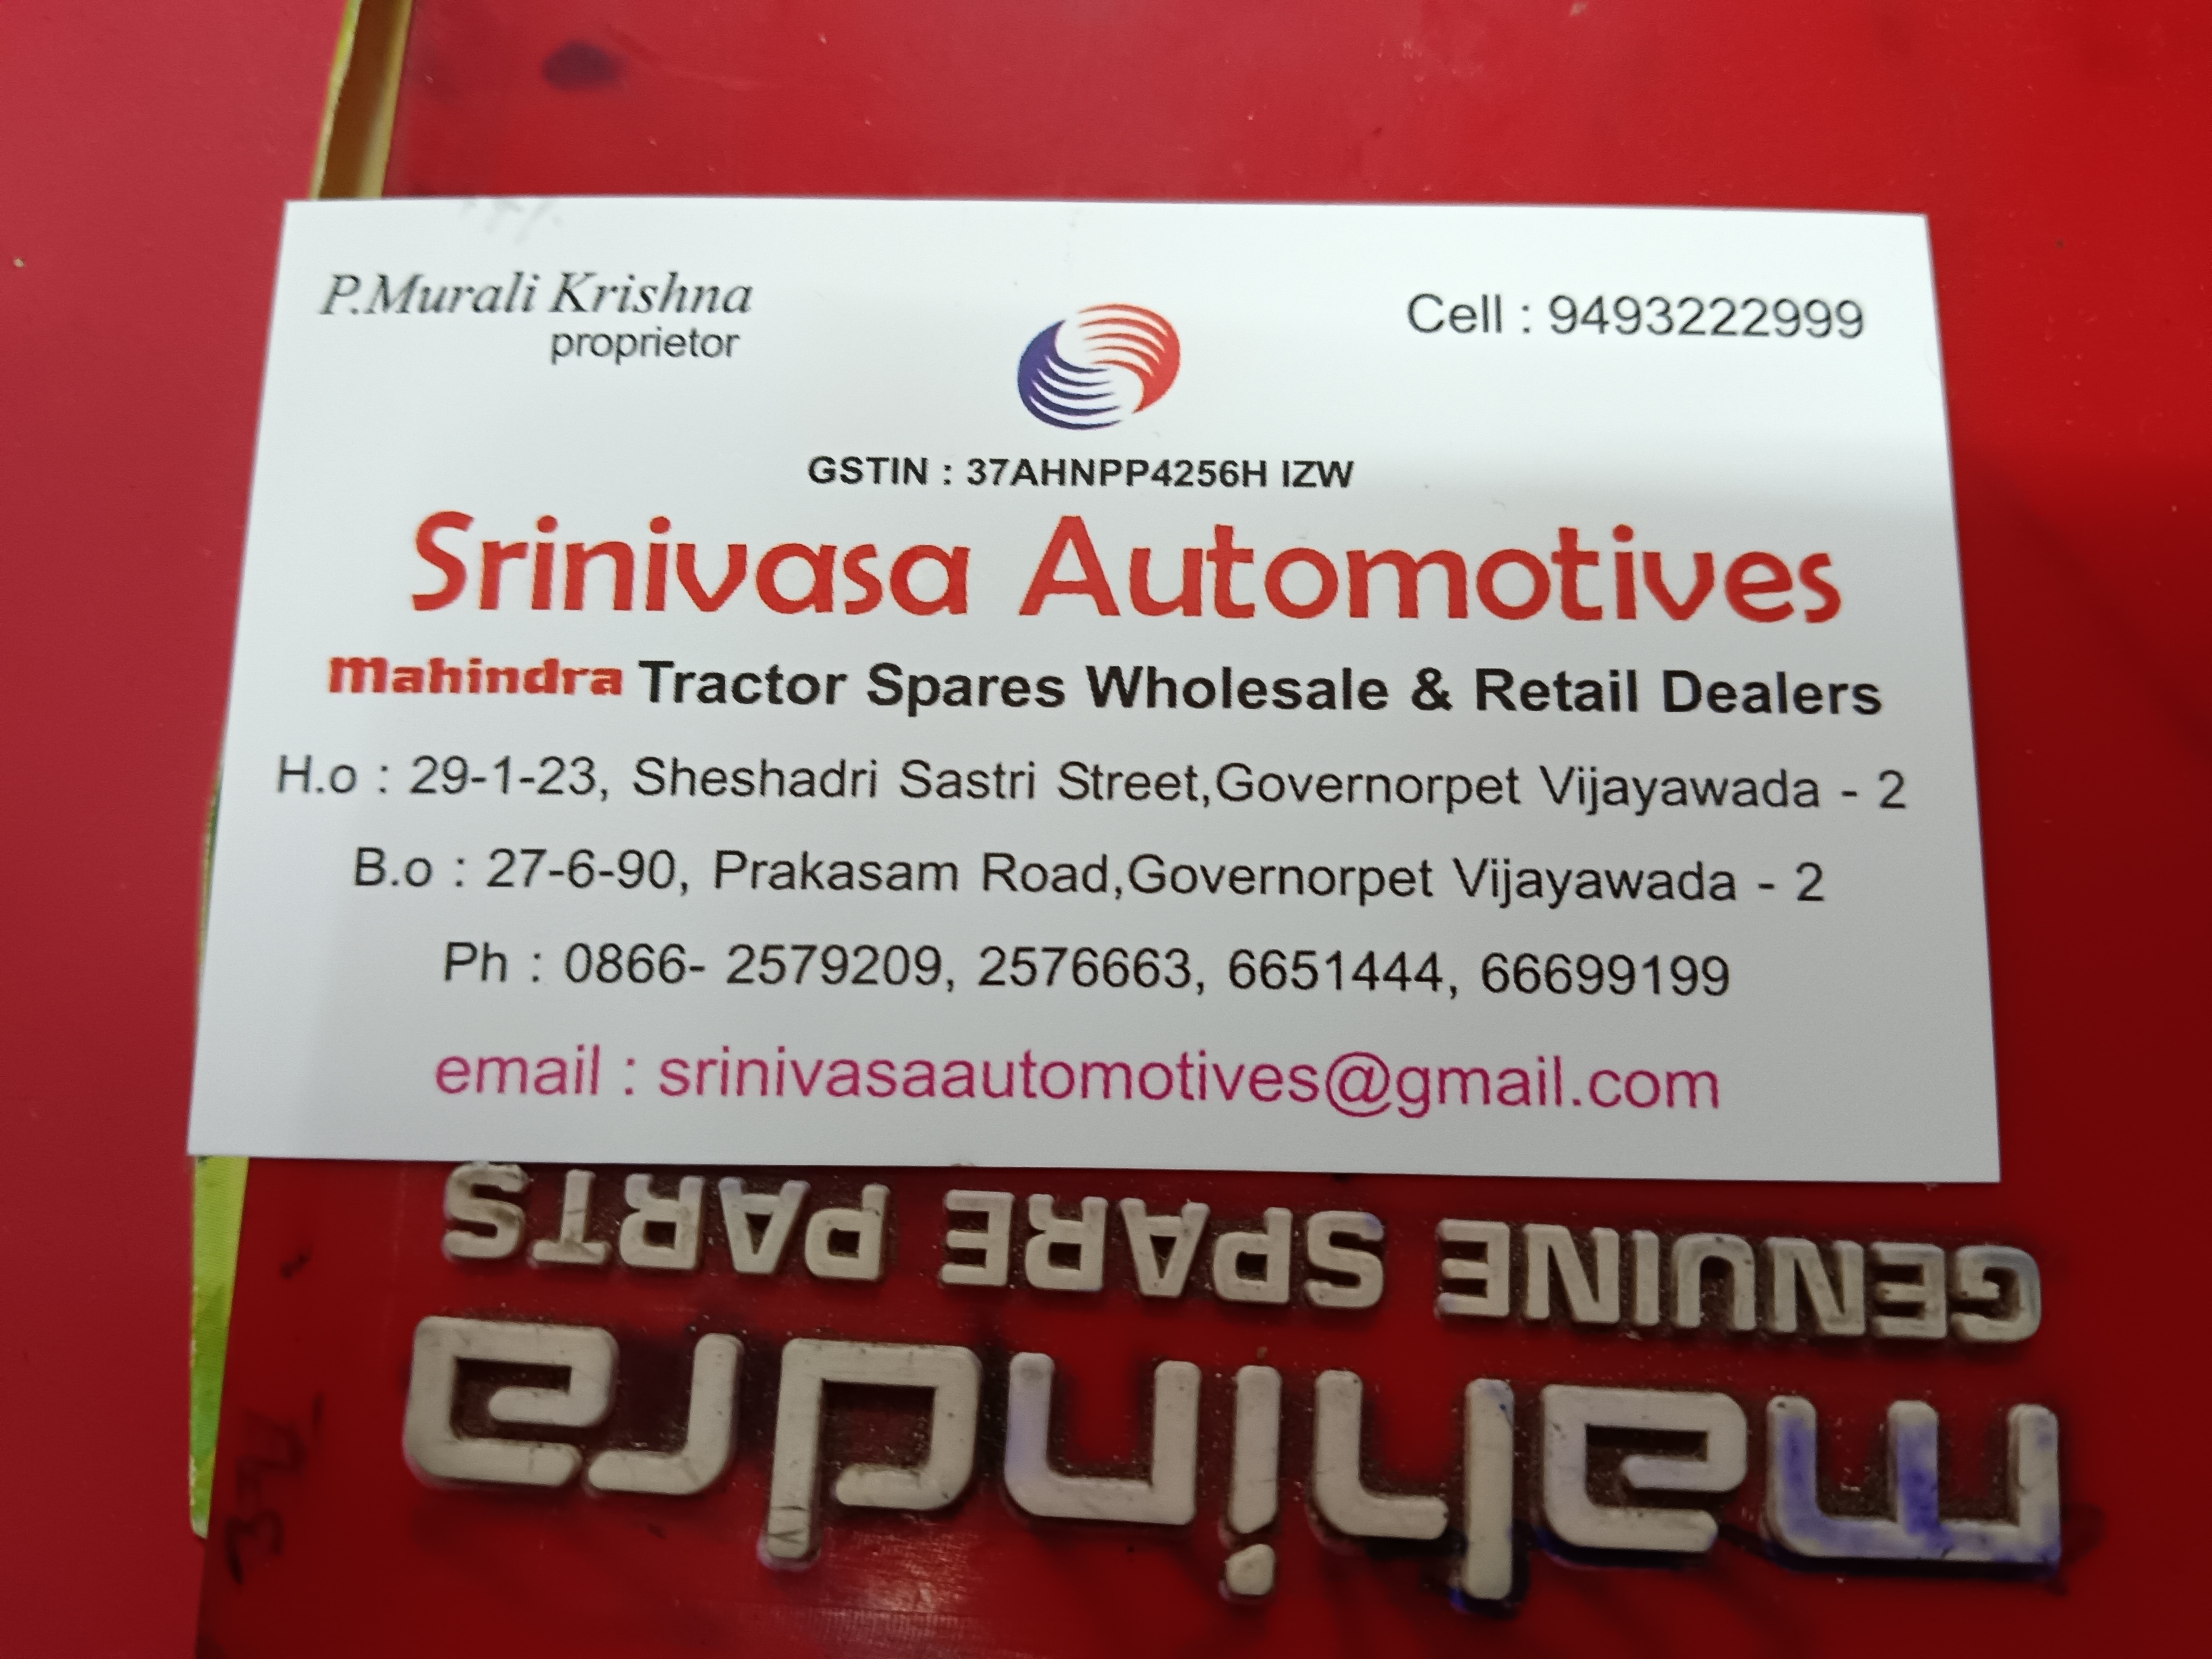 P.Murali Krishna
proprietor
Cell : 9493222999
GSTIN : 37AHNPP4256H IZW
Srinivasa Automotives
mahindra Tractor Spares Wholesale & Retail Dealers
H.o : 29-1-23, Sheshadri Sastri Street,Governorpet Vijayawada - 2
B.o : 27-6-90, Prakasam Road,Governorpet Vijayawada - 2
Ph : 0866- 2579209, 2576663, 6651444, 66699199
email : srinivasaautomotives@gmail.com
mahindra
GENUINE SPARE PARTS